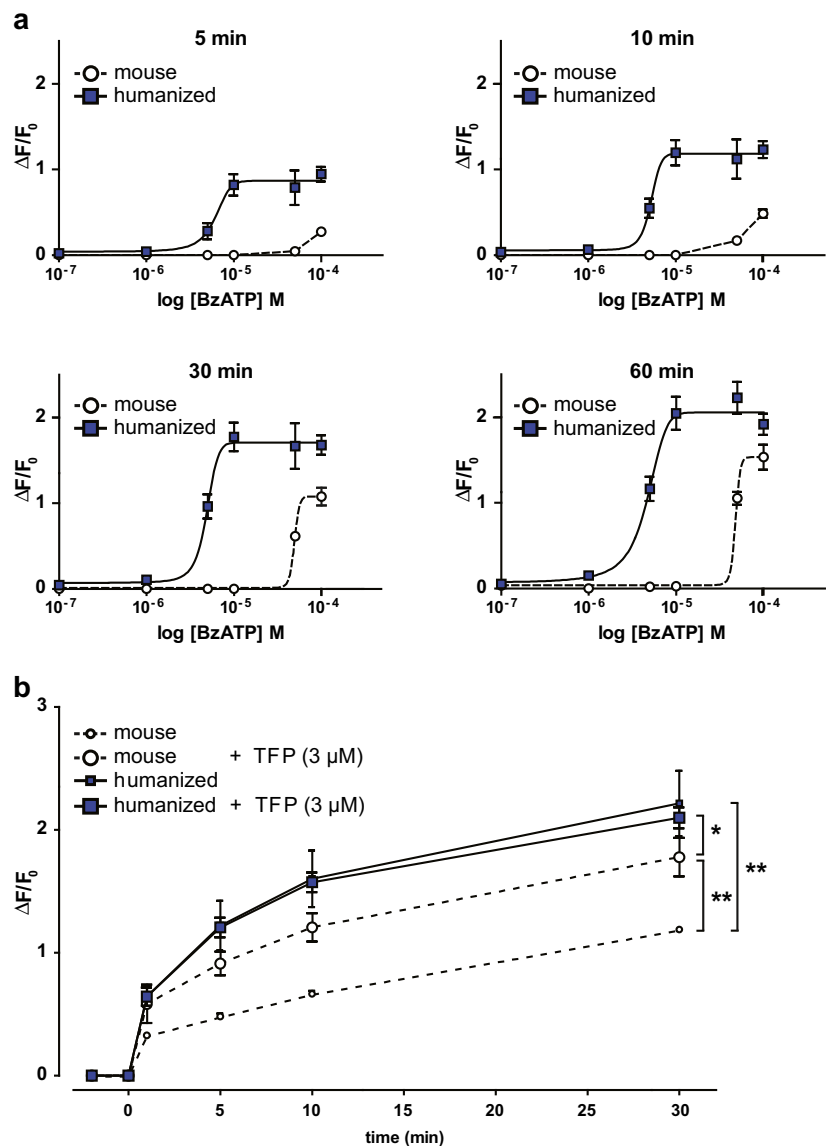 a
5 min
mouse
humanized
2
1
0
ΔF/F₀
10⁻⁷ 10⁻⁶ 10⁻⁵ 10⁻⁴
log [BzATP] M
10 min
mouse
humanized
2
1
0
ΔF/F₀
10⁻⁷ 10⁻⁶ 10⁻⁵ 10⁻⁴
log [BzATP] M
30 min
mouse
humanized
2
1
0
ΔF/F₀
10⁻⁷ 10⁻⁶ 10⁻⁵ 10⁻⁴
log [BzATP] M
60 min
mouse
humanized
2
1
0
ΔF/F₀
10⁻⁷ 10⁻⁶ 10⁻⁵ 10⁻⁴
log [BzATP] M
b
mouse
mouse + TFP (3 µM)
humanized
humanized + TFP (3 µM)
3
2
1
0
ΔF/F₀
*
**
**
0 5 10 15 20 25 30
time (min)